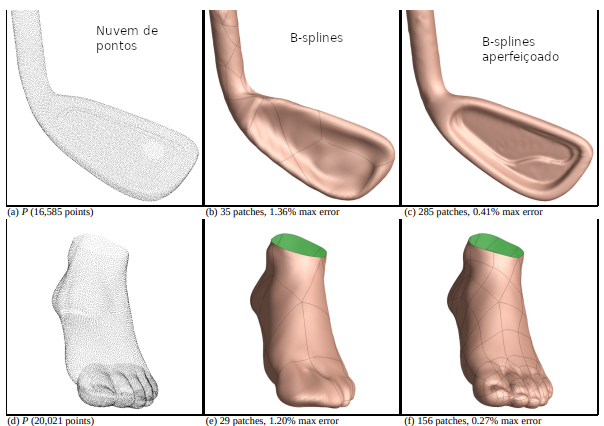 Nuvem de
pontos
B-splines
B-splines
aperfeiçoado
(a) P (16,585 points)
(b) 35 patches, 1.36% max error
(c) 285 patches, 0.41% max error
(d) P (20,021 points)
(e) 29 patches, 1.20% max error
(f) 156 patches, 0.27% max error